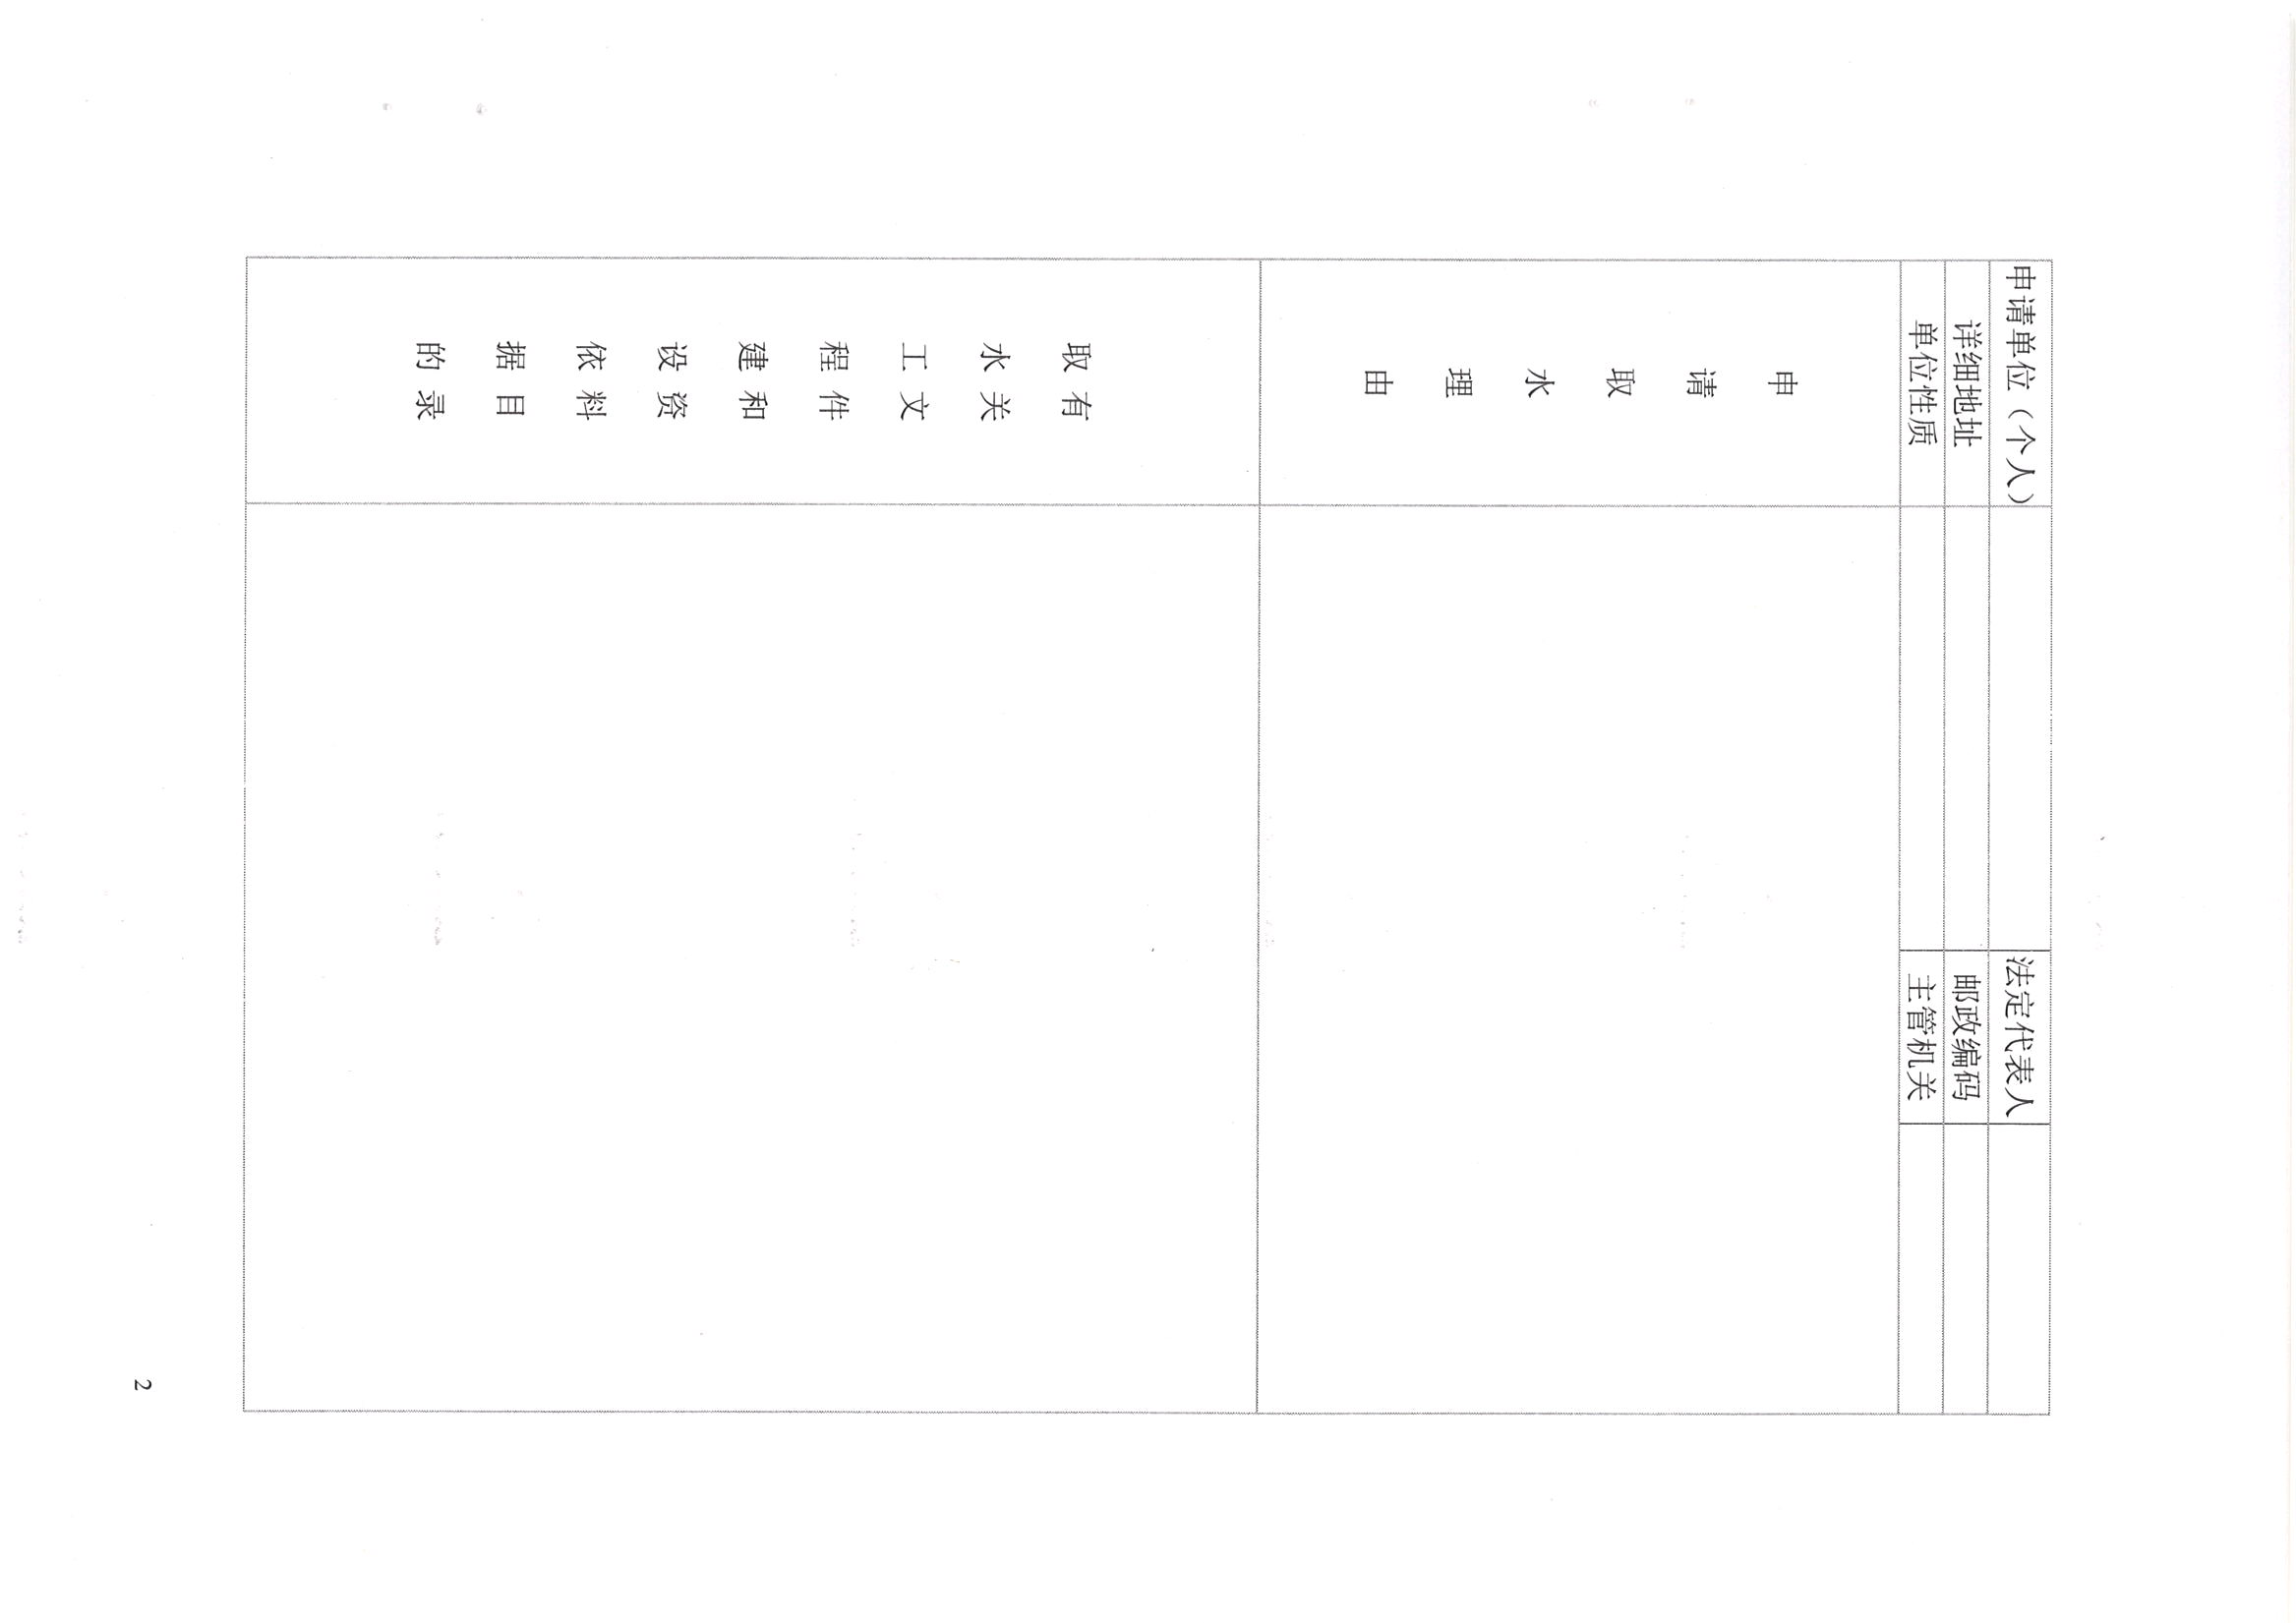 申请单位（个人） 法定代表人
详细地址 邮政编码
单位性质 主管机关
申
请
取
水
理
由
取 有
水 关
工 文
程 件
建 和
设 资
依 料
据 目
的 录
2